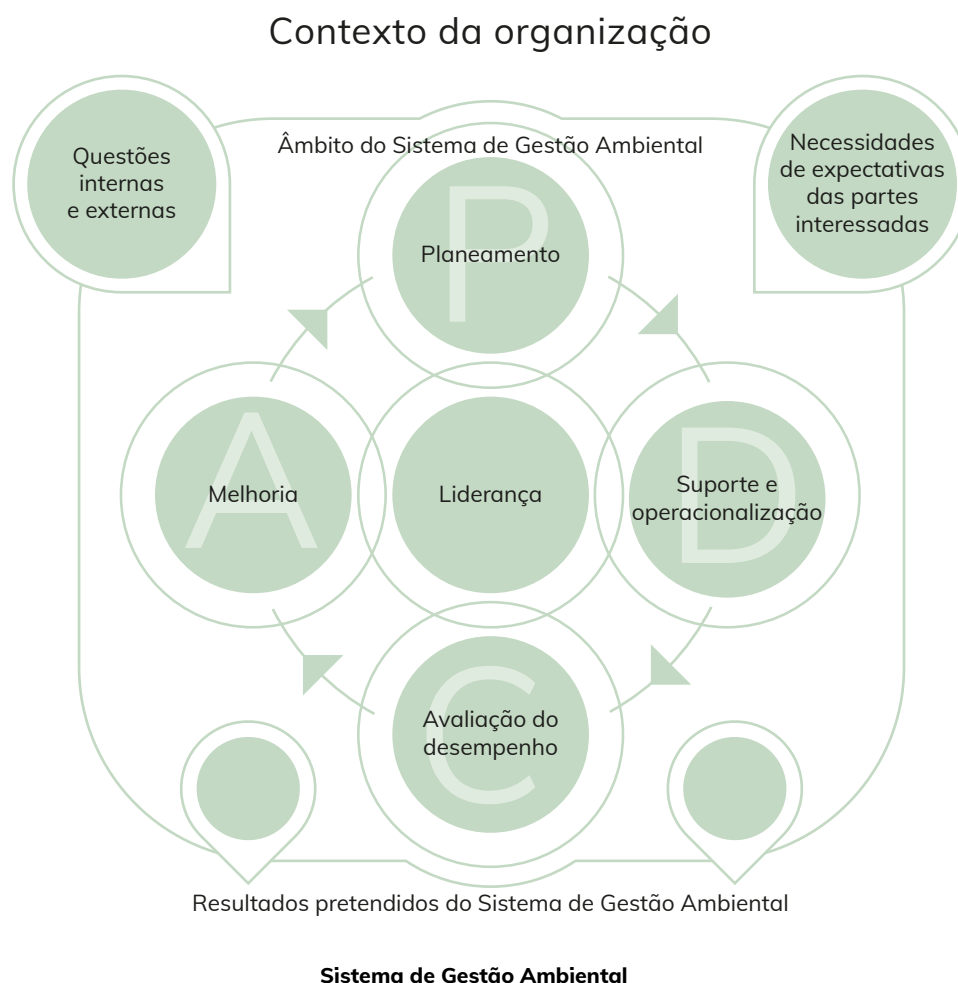 Contexto da organização
Questões
internas
e externas
Âmbito do Sistema de Gestão Ambiental
Necessidades
de expectativas
das partes
interessadas
P
Planeamento
A
Melhoria
Liderança
D
Suporte e
operacionalização
C
Avaliação do
desempenho
Resultados pretendidos do Sistema de Gestão Ambiental
Sistema de Gestão Ambiental